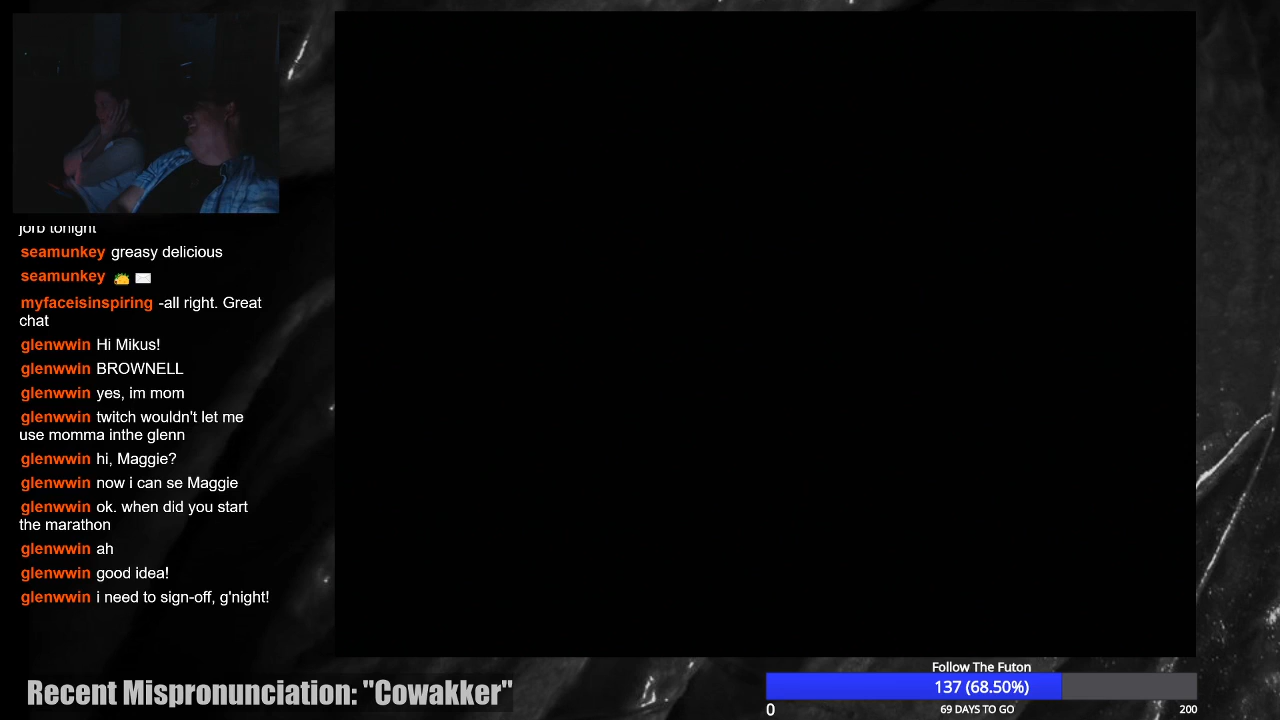 jorb tonight
seamunkey greasy delicious
seamunkey 🌮 ✉️
myfaceisinspiring -all right. Great
chat
glenwwin Hi Mikus!
glenwwin BROWNELL
glenwwin yes, im mom
glenwwin twitch wouldn't let me
use momma inthe glenn
glenwwin hi, Maggie?
glenwwin now i can se Maggie
glenwwin ok. when did you start
the marathon
glenwwin ah
glenwwin good idea!
glenwwin i need to sign-off, g'night!
Recent Mispronunciation: "Cowakker"
Follow The Futon
137 (68.50%)
0
69 DAYS TO GO
200